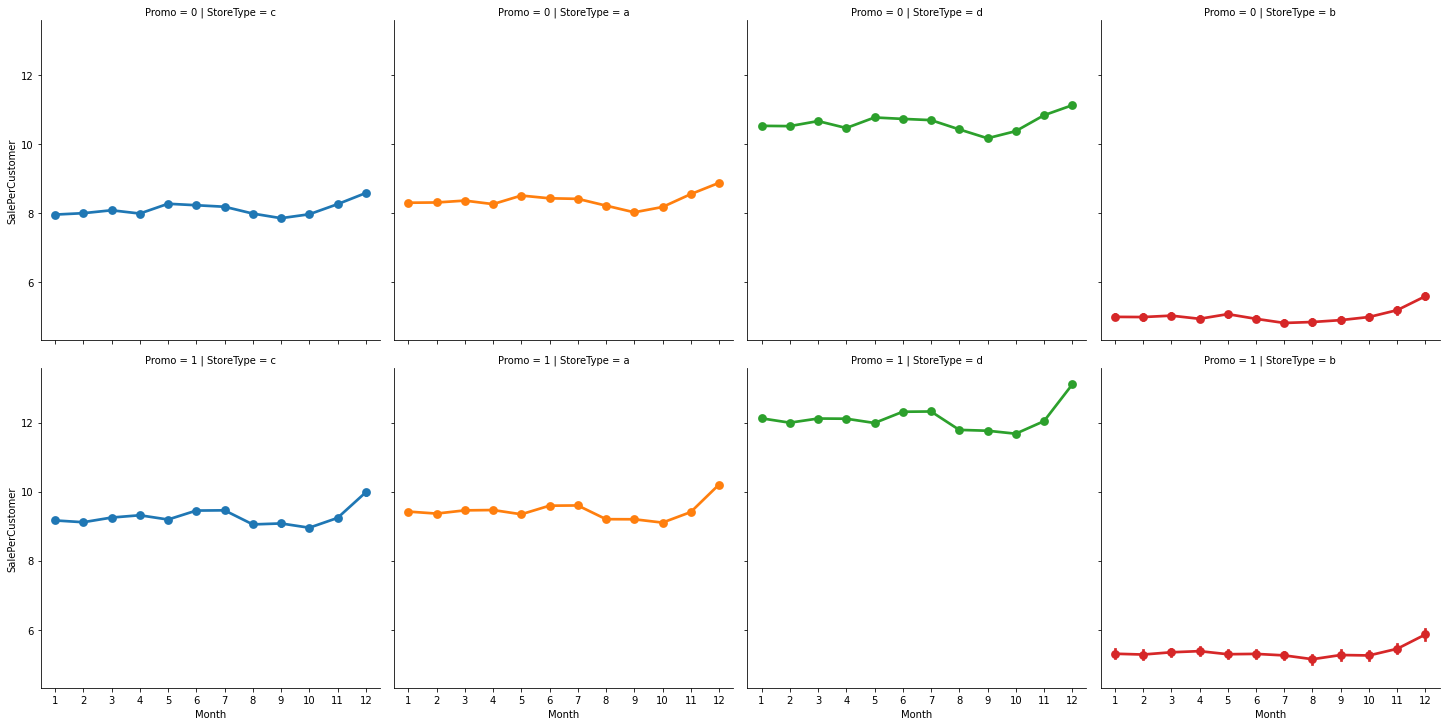 Promo = 0 | StoreType = c
Promo = 0 | StoreType = a
Promo = 0 | StoreType = d
Promo = 0 | StoreType = b
SalePerCustomer
12
10
8
6
Promo = 1 | StoreType = c
Promo = 1 | StoreType = a
Promo = 1 | StoreType = d
Promo = 1 | StoreType = b
SalePerCustomer
12
10
8
6
1 2 3 4 5 6 7 8 9 10 11 12
1 2 3 4 5 6 7 8 9 10 11 12
1 2 3 4 5 6 7 8 9 10 11 12
1 2 3 4 5 6 7 8 9 10 11 12
Month
Month
Month
Month